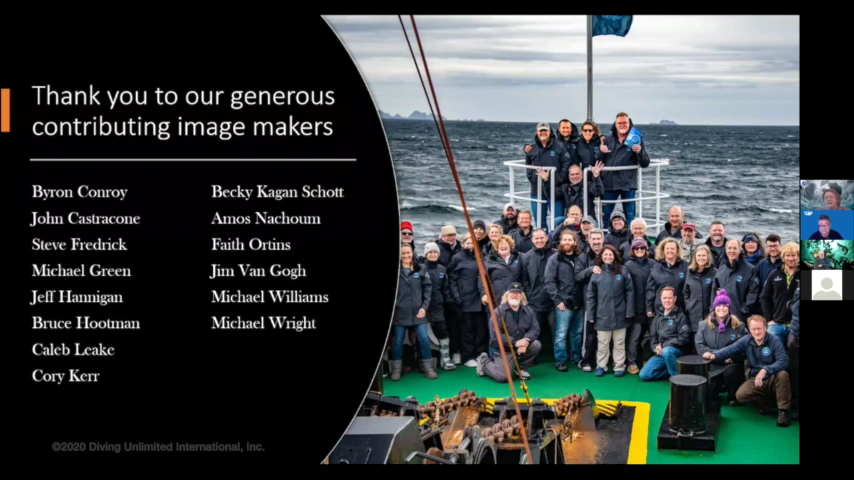 Thank you to our generous
contributing image makers
Byron Conroy
John Castracone
Steve Fredrick
Michael Green
Jeff Hannigan
Bruce Hootman
Caleb Leake
Cory Kerr
Becky Kagan Schott
Amos Nachoum
Faith Ortins
Jim Van Gogh
Michael Williams
Michael Wright
©2020 Diving Unlimited International, Inc.